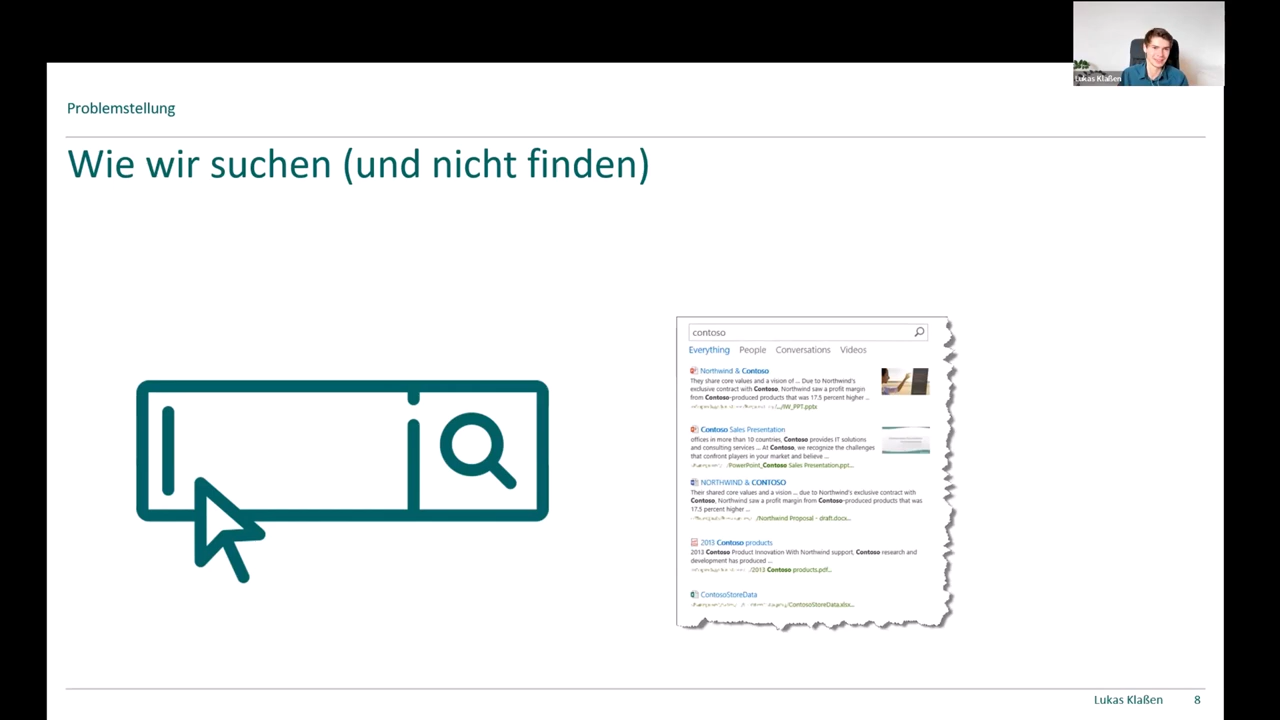 Lukas Klaßen
Problemstellung
Wie wir suchen (und nicht finden)
contoso
Everything People Conversations Videos
Northwind & Contoso
They share core values and a vision of ... Due to Northwind's
exclusive contract with Contoso, Northwind saw a profit margin
from Contoso-produced products that was 17.5 percent higher ...
/IW_PPT.pptx
Contoso Sales Presentation
offices in more than 10 countries, Contoso provides IT solutions
and consulting services ... At Contoso, we recognize the challenges
that confront players in your market and believe ...
/PowerPoint_Contoso Sales Presentation.ppt...
NORTHWIND & CONTOSO
Their shared core values and a vision ... due to Northwind's exclusive contract with
Contoso, Northwind saw a profit margin from Contoso-produced products that was
17.5 percent higher ...
/Northwind Proposal - draft.docx...
2013 Contoso products
2013 Contoso Product Innovation With Northwind support, Contoso research and
development has produced ...
/2013 Contoso products.pdf...
ContosoStoreData
/ContosoStoreData.xlsx...
Lukas Klaßen 8